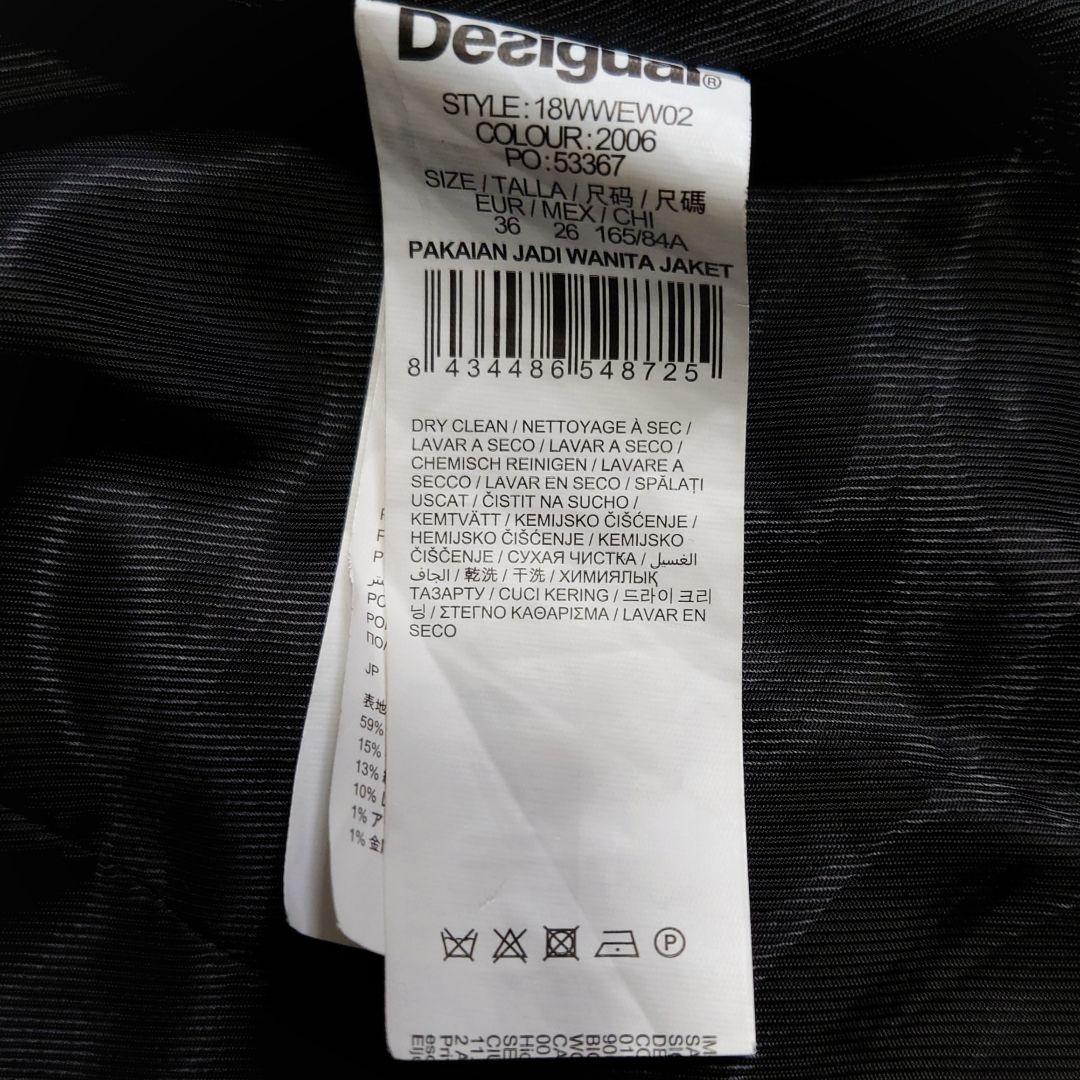 Desigual®
STYLE:18WWEW02
COLOUR:2006
PO:53367
SIZE / TALLA / 尺码 / 尺碼
EUR / MEX / CHI
36 26 165/84A
PAKAIAN JADI WANITA JAKET
8 434486 548725
DRY CLEAN / NETTOYAGE À SEC /
LAVAR A SECO / LAVAR A SECO /
CHEMISCH REINIGEN / LAVARE A
SECCO / LAVAR EN SECO / SPĂLAȚI
USCAT / ČISTIT NA SUCHO /
KEMTVÄTT / KEMIJSKO ČIŠĆENJE /
HEMIJSKO ČIŠĆENJE / KEMIJSKO
ČIŠČENJE / СУХАЯ ЧИСТКА / الغسيل
الجاف / 乾洗 / 干洗 / ХИМИЯЛЫҚ
ТАЗАРТУ / CUCI KERING / 드라이 크리
닝 / ΣΤΕΓΝΟ ΚΑΘΑΡΙΣΜΑ / LAVAR EN
SECO
P
JP
表地
59%
15%
13%
10%
1% ア
1% 金